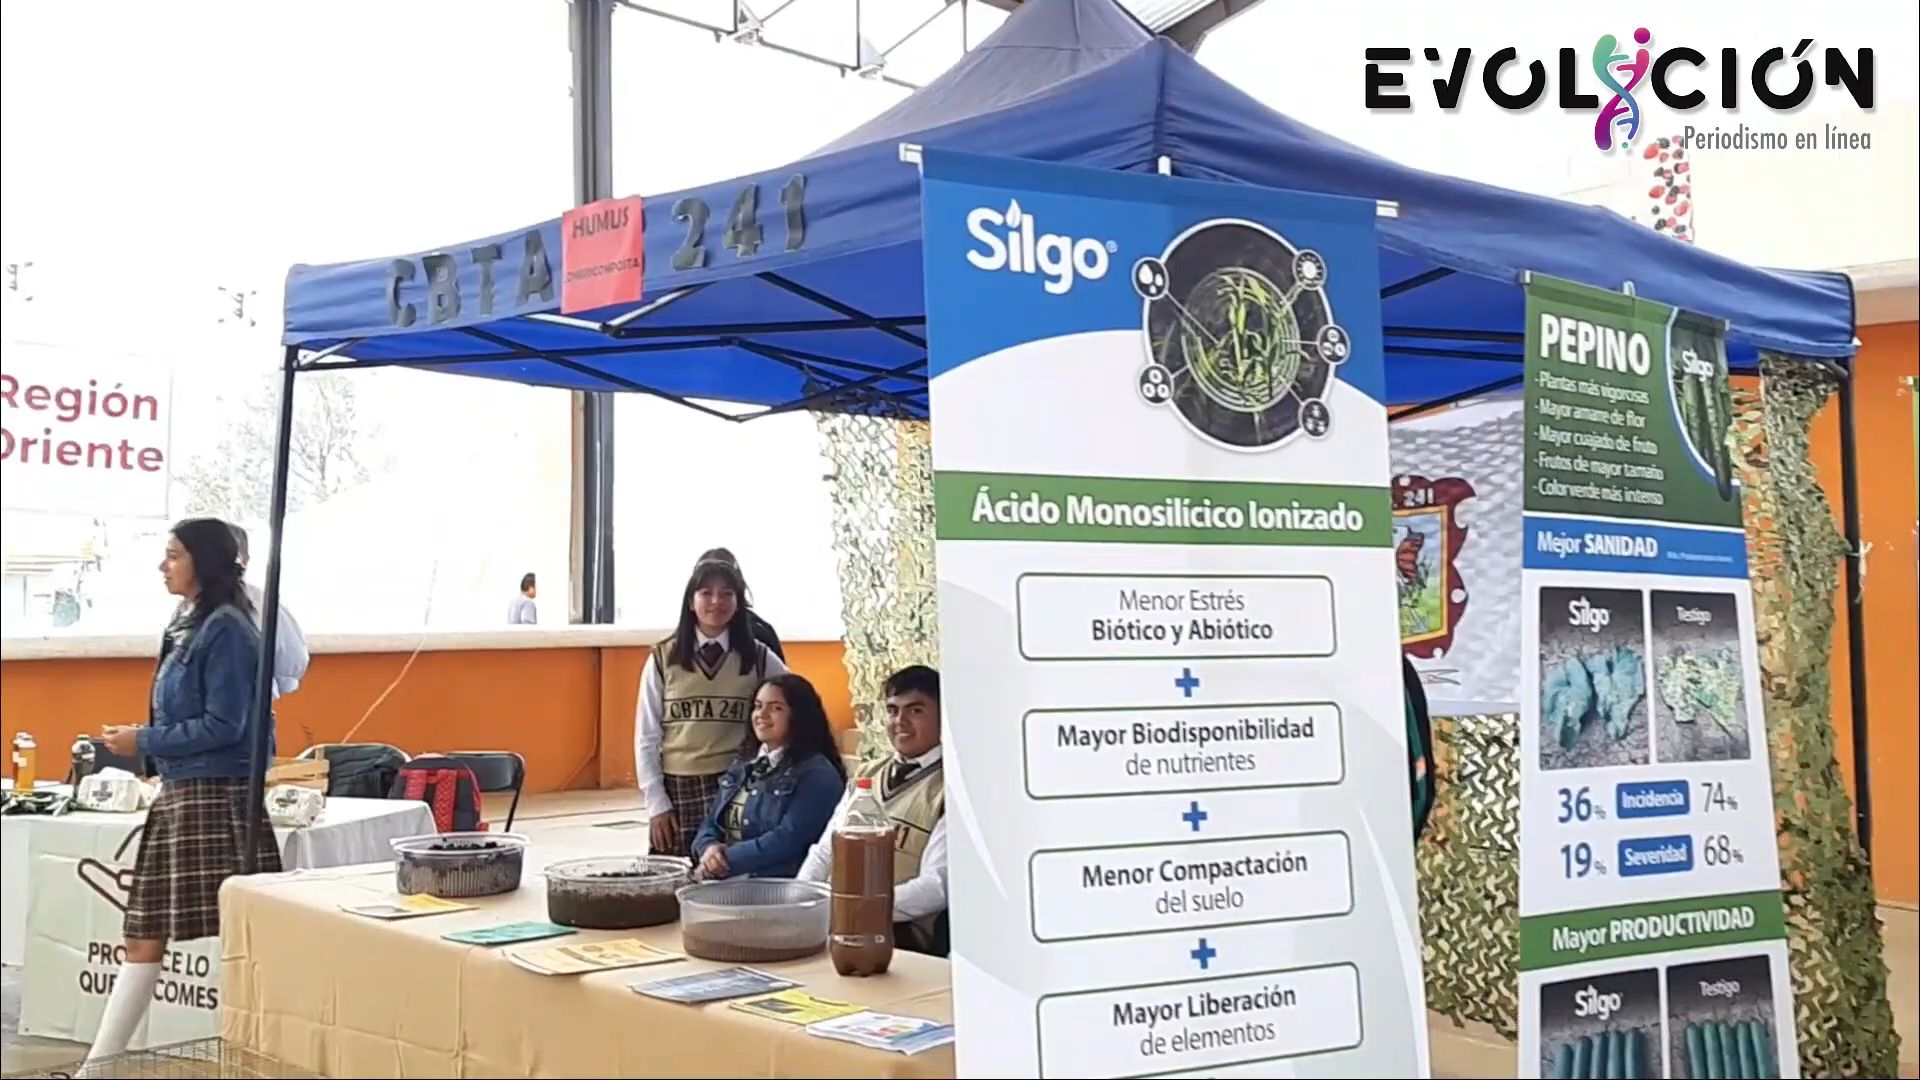 EVOLUCIÓN
Periodismo en línea
CBTA 241
HUMUS
LOMBRICOMPOSTA
Región
Oriente
Silgo®
Ácido Monosilícico Ionizado
Menor Estrés
Biótico y Abiótico
+
Mayor Biodisponibilidad
de nutrientes
+
Menor Compactación
del suelo
+
Mayor Liberación
de elementos
PEPINO
Silgo
- Plantas más vigorosas
- Mayor amarre de flor
- Mayor cuajado de fruto
- Frutos de mayor tamaño
- Color verde más intenso
Mejor SANIDAD
Silgo Testigo
36% Incidencia 74%
19% Severidad 68%
Mayor PRODUCTIVIDAD
Silgo Testigo
241
CBTA 241
COMES